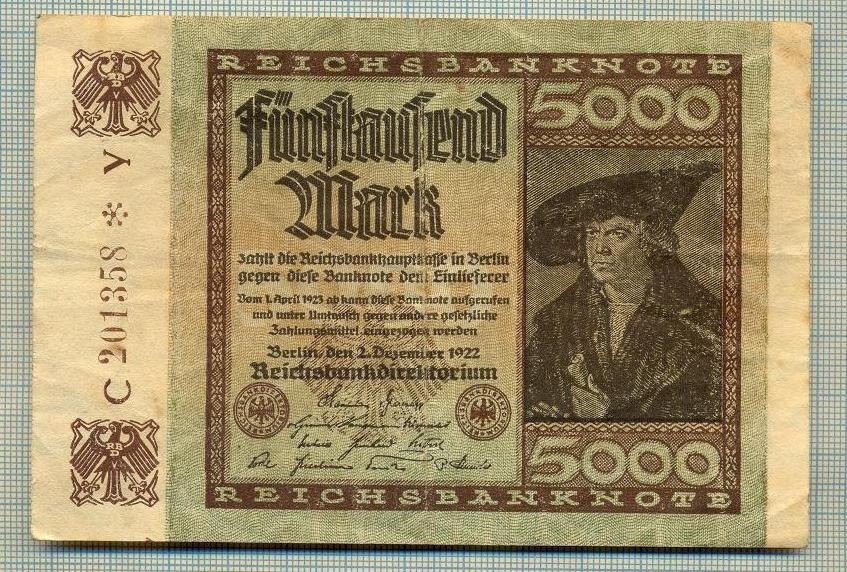 REICHSBANKNOTE
5000
Fünftausend
Mark
zahlt die Reichsbankhauptkasse in Berlin
gegen diese Banknote dem Einlieferer
Vom 1. April 1923 ab kann diese Banknote aufgerufen
und unter Umtausch gegen andere gesetzliche
Zahlungsmittel eingezogen werden
Berlin, den 2. Dezember 1922
Reichsbankdirektorium
5000
REICHSBANKNOTE
C 201358 * Y